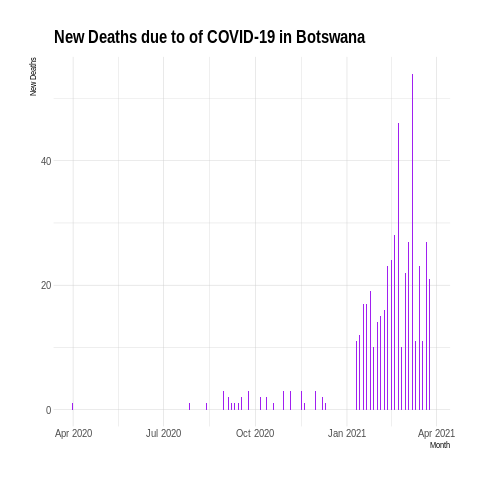 New Deaths due to of COVID-19 in Botswana
New Deaths
40
20
0
Apr 2020
Jul 2020
Oct 2020
Jan 2021
Apr 2021
Month